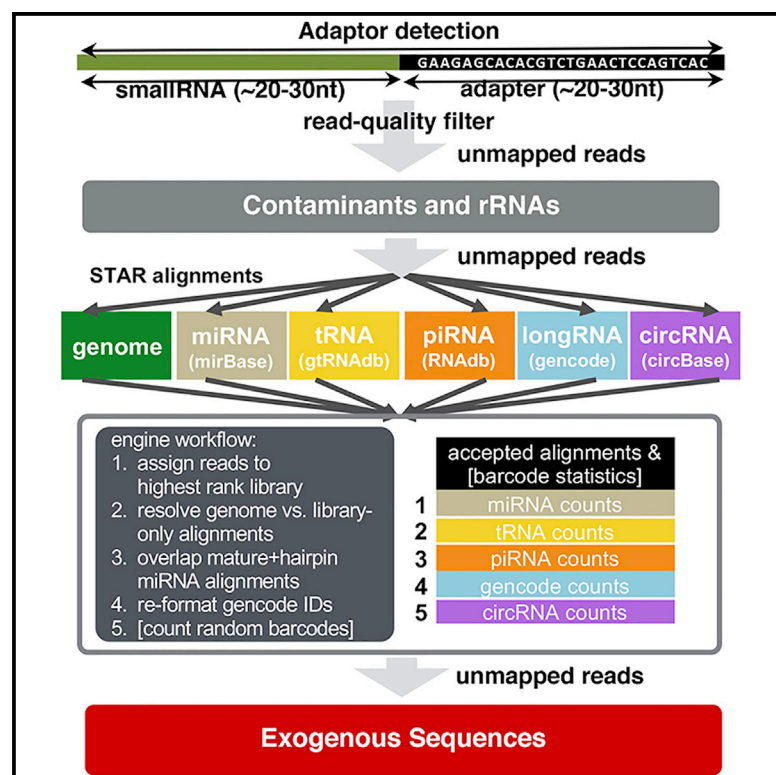 Adaptor detection
GAAGAGCACACGTCTGAACTCCAGTCAC
smallRNA (~20-30nt)
adapter (~20-30nt)
read-quality filter
unmapped reads
Contaminants and rRNAs
unmapped reads
STAR alignments
genome
miRNA
(mirBase)
tRNA
(gtRNAdb)
piRNA
(RNAdb)
longRNA
(gencode)
circRNA
(circBase)
engine workflow:
1. assign reads to
highest rank library
2. resolve genome vs. library-
only alignments
3. overlap mature+hairpin
miRNA alignments
4. re-format gencode IDs
5. [count random barcodes]
accepted alignments &
[barcode statistics]
1 miRNA counts
2 tRNA counts
3 piRNA counts
4 gencode counts
5 circRNA counts
unmapped reads
Exogenous Sequences